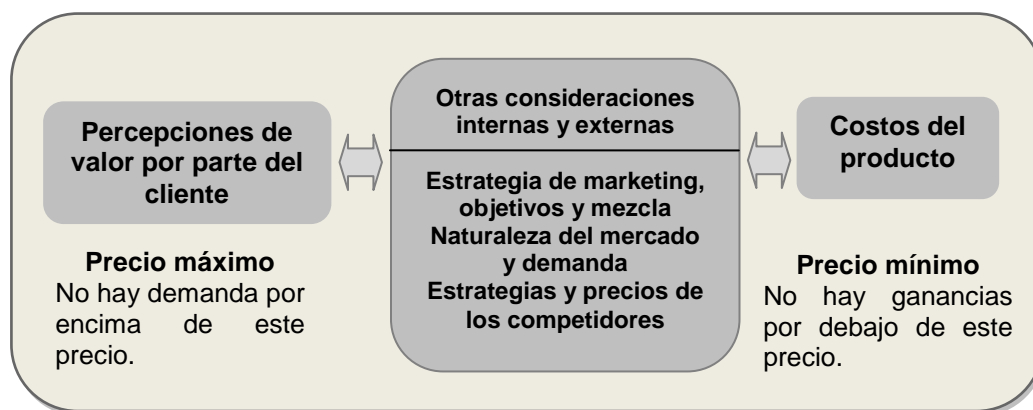 Percepciones de
valor por parte del
cliente
Precio máximo
No hay demanda por
encima de este
precio.
Otras consideraciones
internas y externas
Estrategia de marketing,
objetivos y mezcla
Naturaleza del mercado
y demanda
Estrategias y precios de
los competidores
Costos del
producto
Precio mínimo
No hay ganancias
por debajo de este
precio.